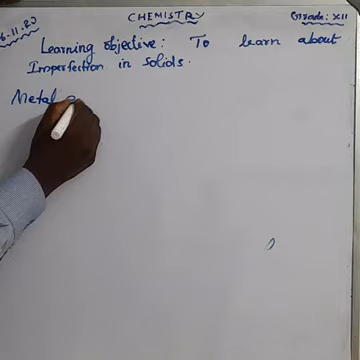 CHEMISTRY
Grade: XII
6-11-20
Learning objective: To learn about
Imperfection in solids.
Metal